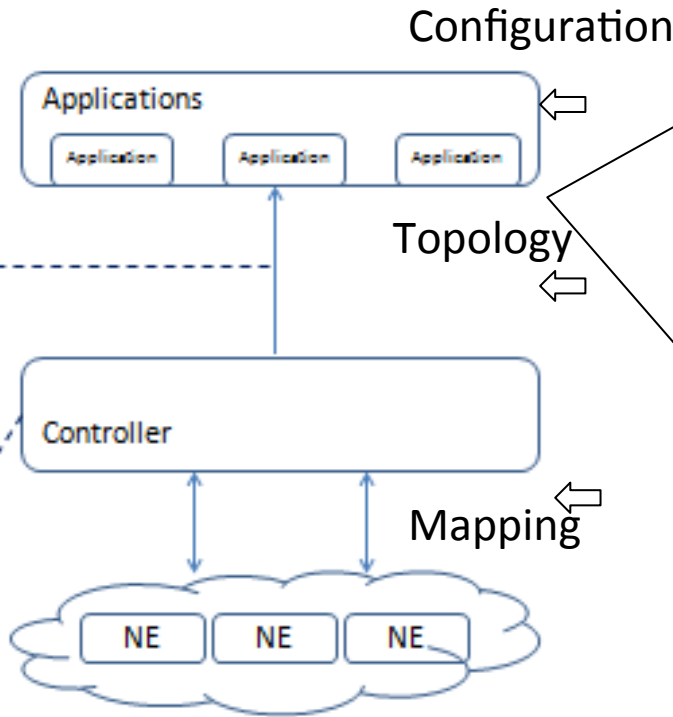 Configuration
Applications
Application Application Application
Topology
Controller
Mapping
NE NE NE